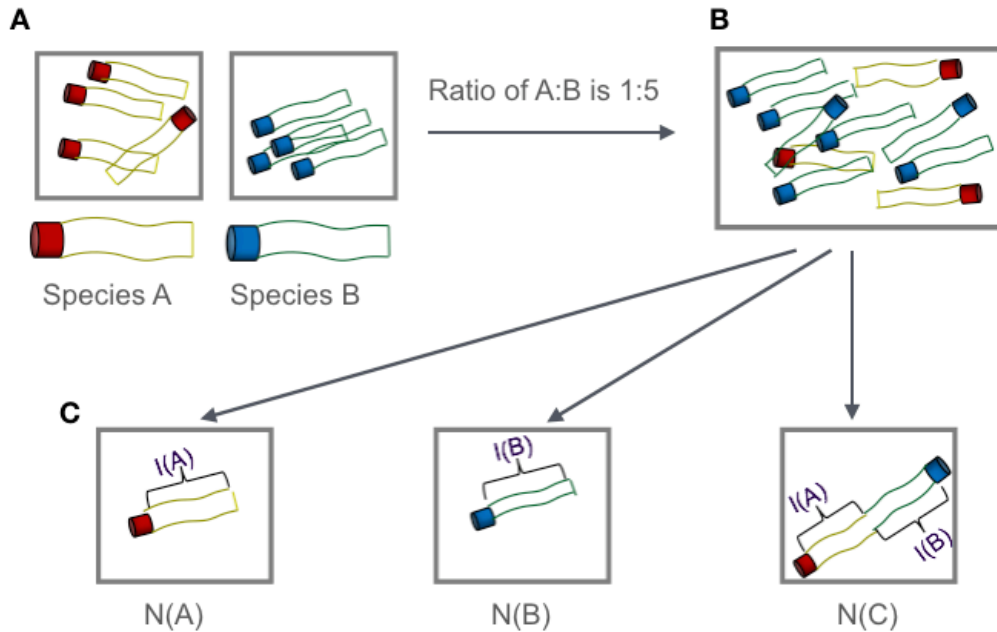 A
B
Ratio of A:B is 1:5
Species A
Species B
C
l(A)
l(B)
l(A)
l(B)
N(A)
N(B)
N(C)